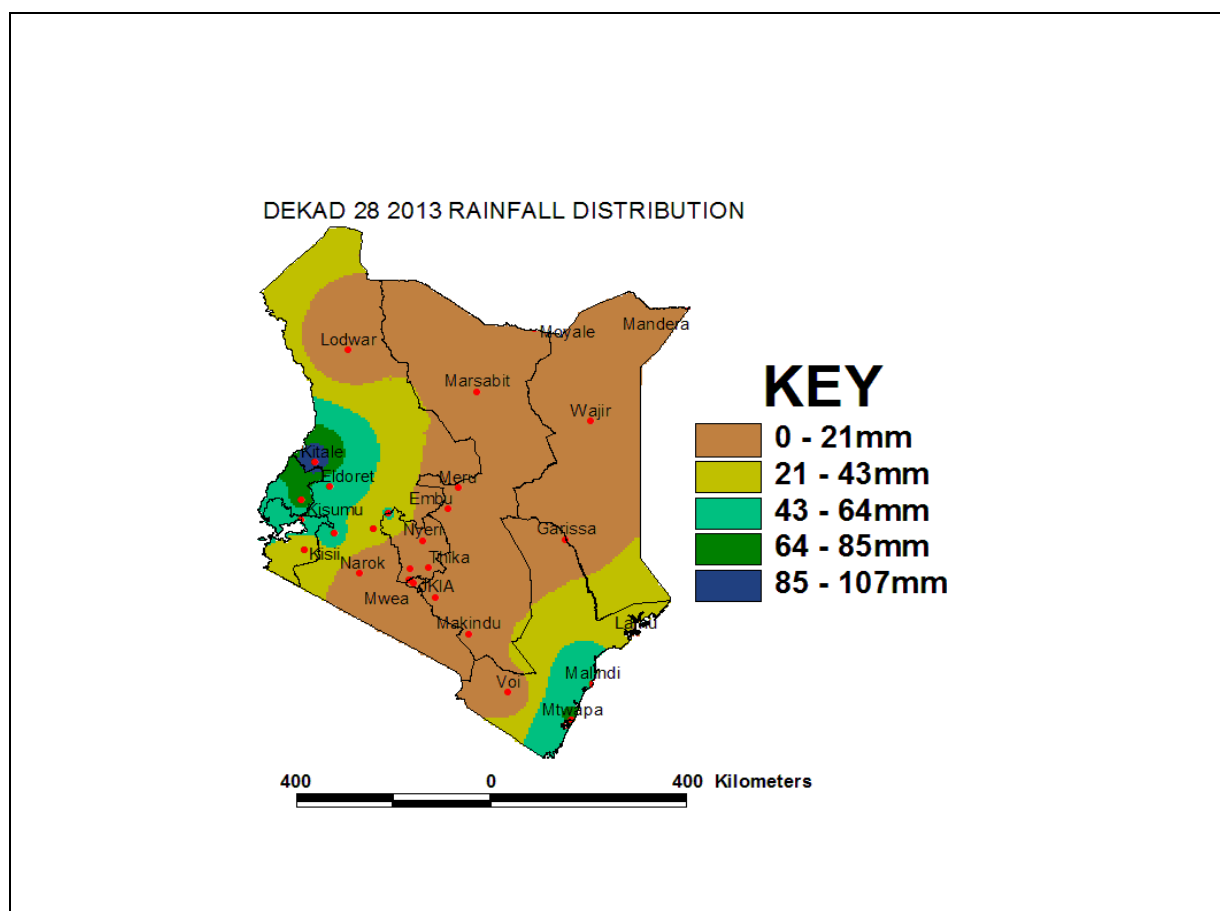 DEKAD 28 2013 RAINFALL DISTRIBUTION
Moyale
Mandera
Lodwar
Marsabit
Wajir
KEY
0 - 21mm
21 - 43mm
43 - 64mm
64 - 85mm
85 - 107mm
Kitale
Eldoret
Meru
Embu
Kisumu
Nyeri
Garissa
Kisii
Narok
Thika
JKIA
Mwea
Makindu
Lamu
Voi
Malindi
Mtwapa
400 0 400 Kilometers